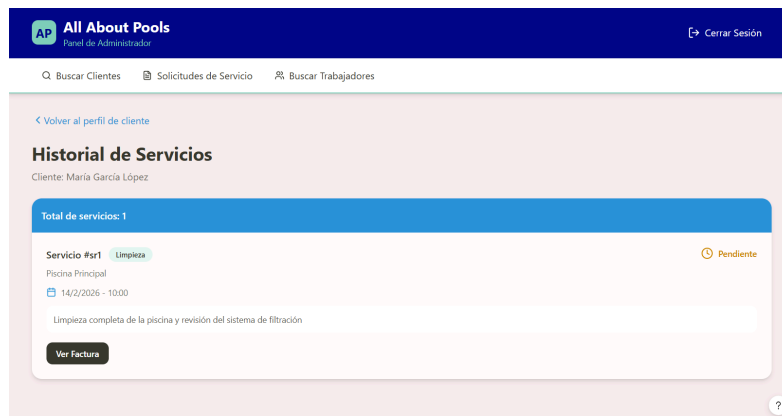 AP
All About Pools
Panel de Administrador
Cerrar Sesión
Buscar Clientes
Solicitudes de Servicio
Buscar Trabajadores
Volver al perfil de cliente
Historial de Servicios
Cliente: María García López
Total de servicios: 1
Servicio #sr1 Limpieza
Pendiente
Piscina Principal
14/2/2026 - 10:00
Limpieza completa de la piscina y revisión del sistema de filtración
Ver Factura
?